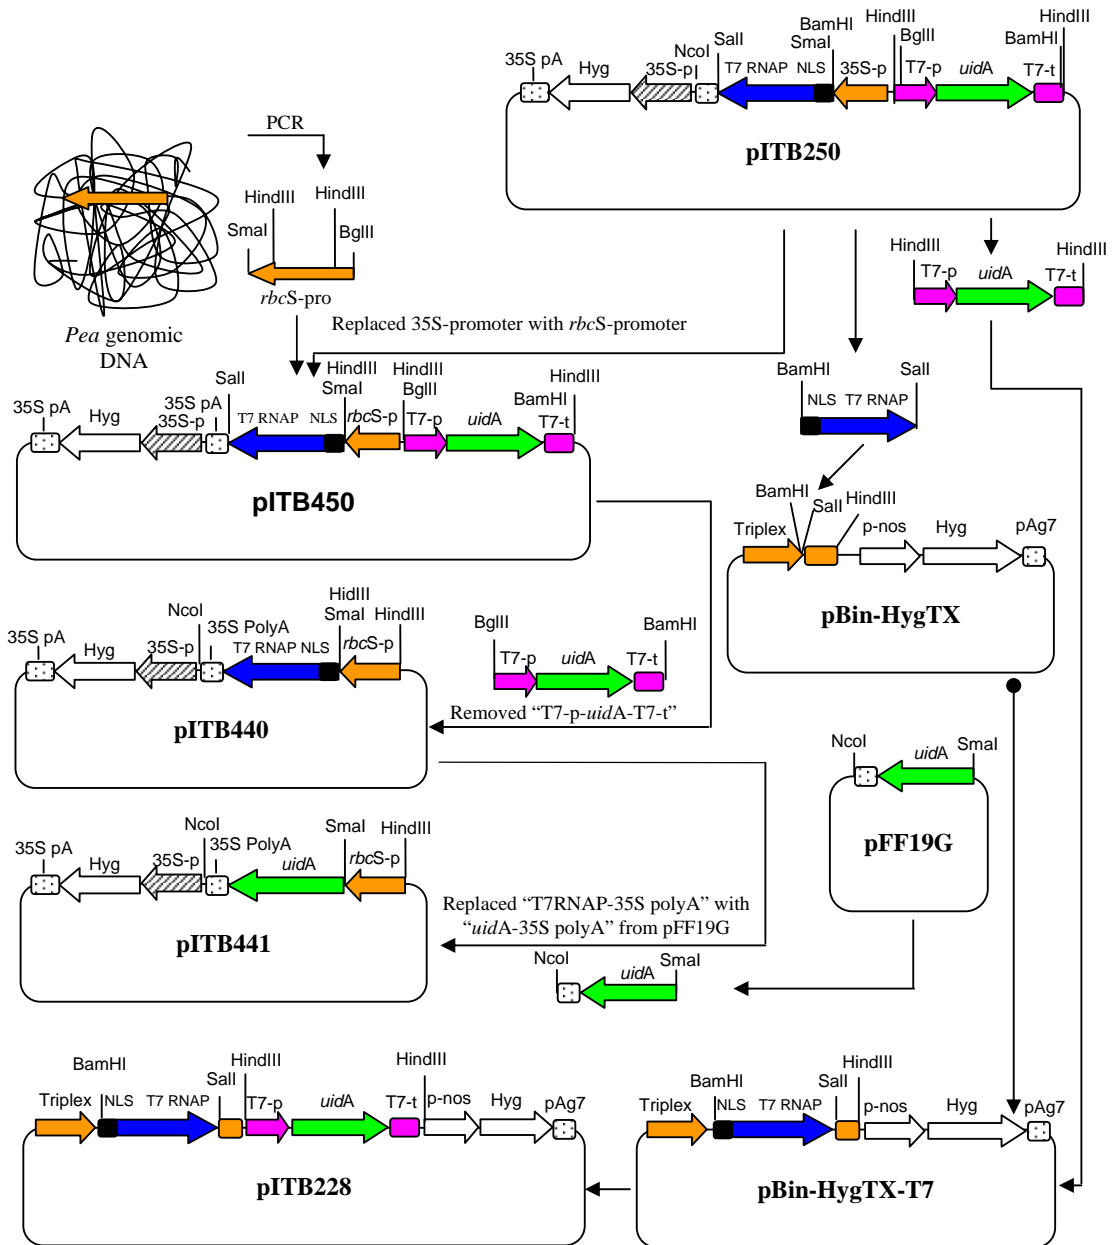 HindIII
BamHI
HindIII
SalI
SmaI
BglII
NcoI
BamHI
35S pA
Hyg
35S-p
T7 RNAP
NLS
35S-p
T7-p
uidA
T7-t
pITB250
PCR
HindIII
HindIII
SmaI
BglII
rbcS-pro
Pea genomic
DNA
Replaced 35S-promoter with rbcS-promoter
HindIII
HindIII
T7-p
uidA
T7-t
BamHI
SalI
NLS
T7 RNAP
SalI
HindIII
SmaI
HindIII
BglII
HindIII
BamHI
35S pA
Hyg
35S pA
35S-p
T7 RNAP
NLS
rbcS-p
T7-p
uidA
T7-t
pITB450
BamHI
SalI
HindIII
Triplex
p-nos
Hyg
pAg7
pBin-HygTX
NcoI
HidIII
SmaI
HindIII
35S pA
Hyg
35S-p
35S PolyA
T7 RNAP NLS
rbcS-p
pITB440
BglII
BamHI
T7-p
uidA
T7-t
Removed “T7-p-uidA-T7-t”
NcoI
SmaI
uidA
pFF19G
NcoI
SmaI
HindIII
35S pA
Hyg
35S-p
35S PolyA
uidA
rbcS-p
pITB441
Replaced “T7RNAP-35S polyA” with
“uidA-35S polyA” from pFF19G
NcoI
SmaI
uidA
BamHI
SalI
HindIII
HindIII
Triplex
NLS
T7 RNAP
T7-p
uidA
T7-t
p-nos
Hyg
pAg7
pITB228
BamHI
SalI
HindIII
Triplex
NLS
T7 RNAP
p-nos
Hyg
pAg7
pBin-HygTX-T7